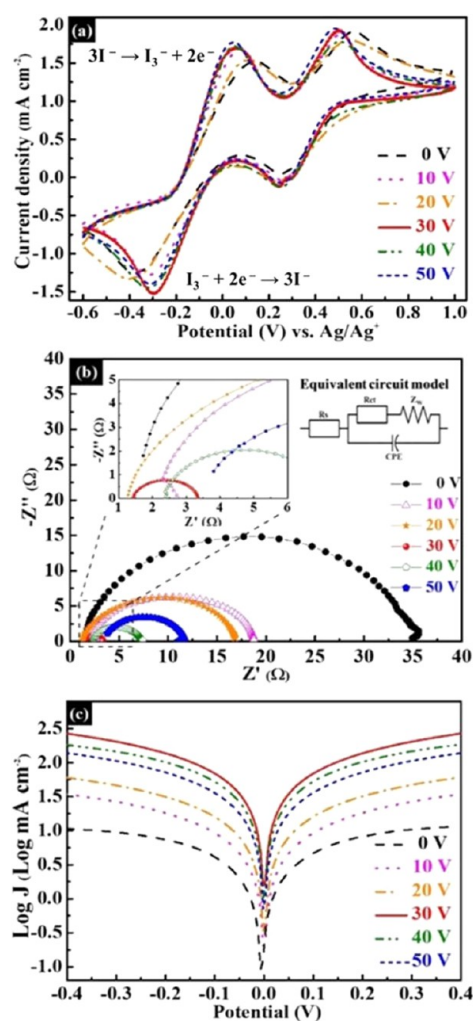 (a)
3I⁻ → I₃⁻ + 2e⁻
I₃⁻ + 2e⁻ → 3I⁻
0 V
10 V
20 V
30 V
40 V
50 V
Current density (mA cm⁻²)
2.0
1.5
1.0
0.5
0.0
-0.5
-1.0
-1.5
-0.6 -0.4 -0.2 0.0 0.2 0.4 0.6 0.8 1.0
Potential (V) vs. Ag/Ag⁺
(b)
Equivalent circuit model
Rs
Rct
Zw
CPE
-Z'' (Ω)
5
4
3
2
1
0
1 2 3 4 5 6
Z' (Ω)
0 V
10 V
20 V
30 V
40 V
50 V
-Z'' (Ω)
40
35
30
25
20
15
10
5
0
0 5 10 15 20 25 30 35 40
Z' (Ω)
(c)
Log J (Log mA cm⁻²)
2.5
2.0
1.5
1.0
0.5
0.0
-0.5
-1.0
0 V
10 V
20 V
30 V
40 V
50 V
-0.4 -0.3 -0.2 -0.1 0.0 0.1 0.2 0.3 0.4
Potential (V)